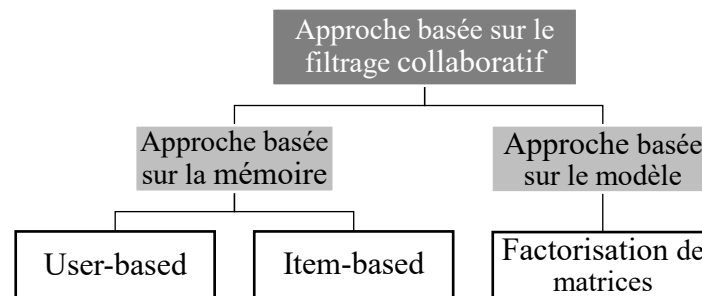 Approche basée sur le
filtrage collaboratif
Approche basée
sur la mémoire
Approche basée
sur le modèle
User-based
Item-based
Factorisation de
matrices